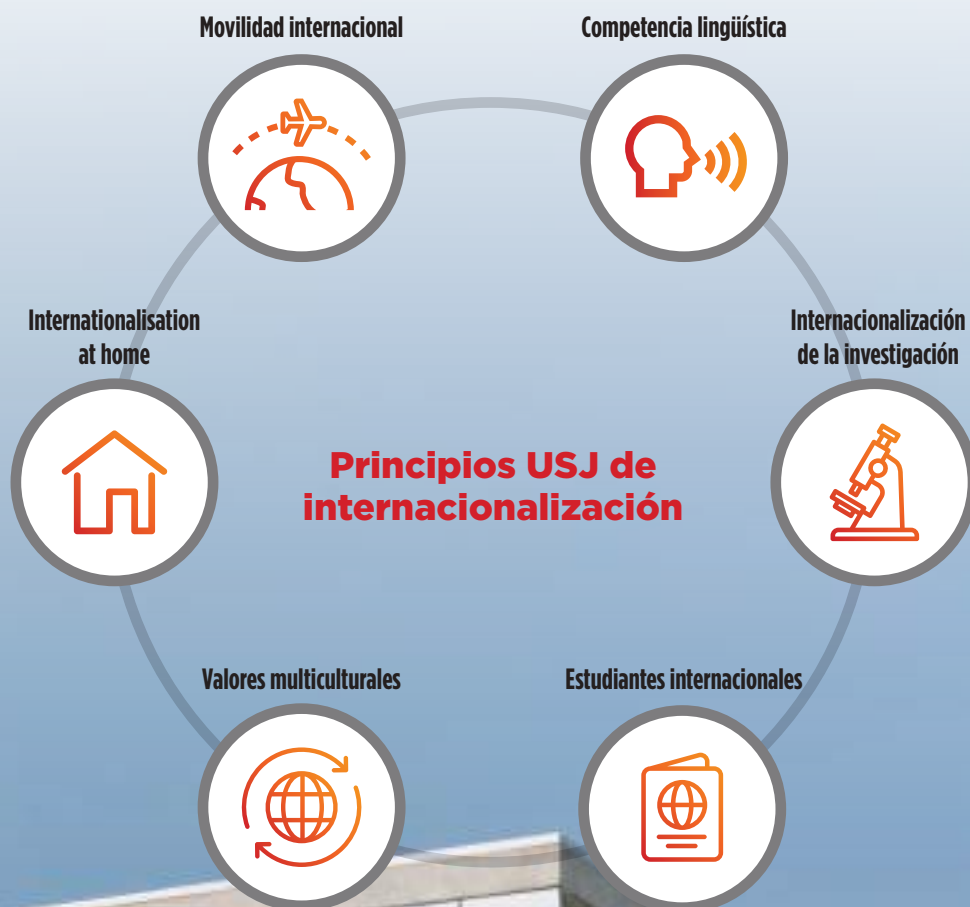 Movilidad internacional
Competencia lingüística
Internationalisation
at home
Internacionalización
de la investigación
Principios USJ de
internacionalización
Valores multiculturales
Estudiantes internacionales